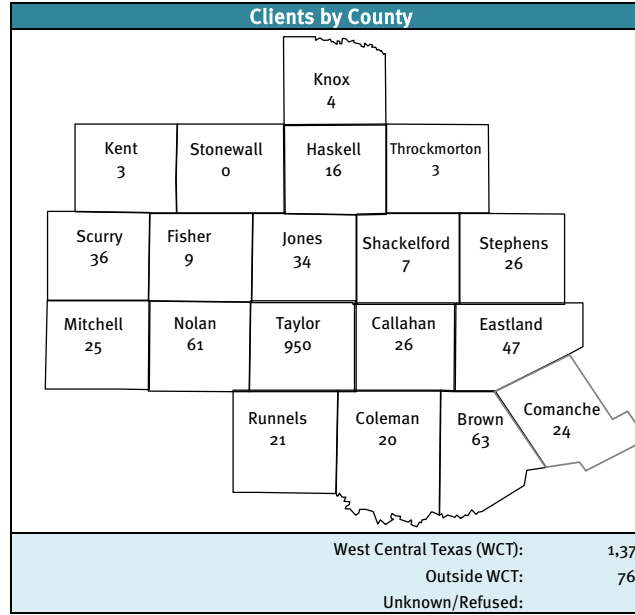 Clients by County
Knox
4
Kent Stonewall Haskell Throckmorton
3 0 16 3
Scurry Fisher Jones Shackelford Stephens
36 9 34 7 26
Mitchell Nolan Taylor Callahan Eastland
25 61 950 26 47
Runnels Coleman Brown Comanche
21 20 63 24
West Central Texas (WCT): 1,37
Outside WCT: 76
Unknown/Refused: